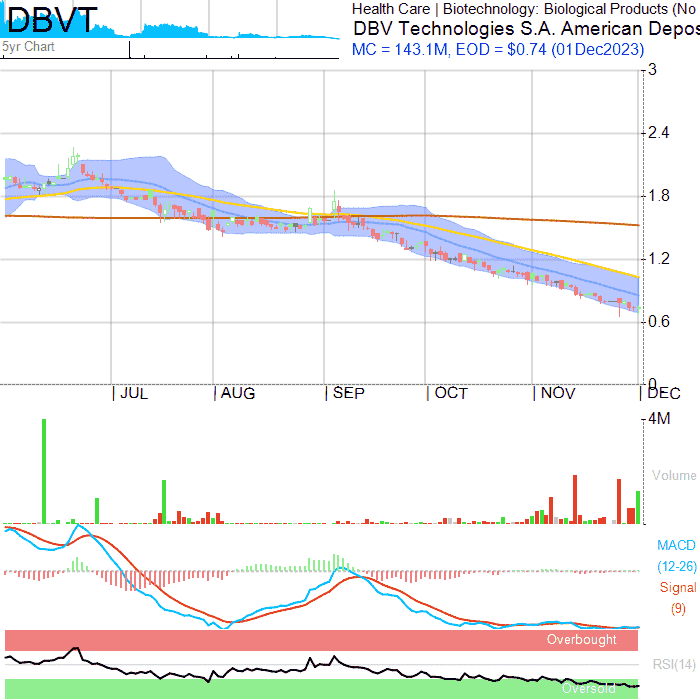 DBVT
5yr Chart
Health Care | Biotechnology: Biological Products (No
DBV Technologies S.A. American Depos
MC = 143.1M, EOD = $0.74 (01Dec2023)
3
2.4
1.8
1.2
0.6
0
| JUL | AUG | SEP | OCT | NOV | DEC
4M
Volume
MACD
(12-26)
Signal
(9)
Overbought
RSI(14)
Oversold